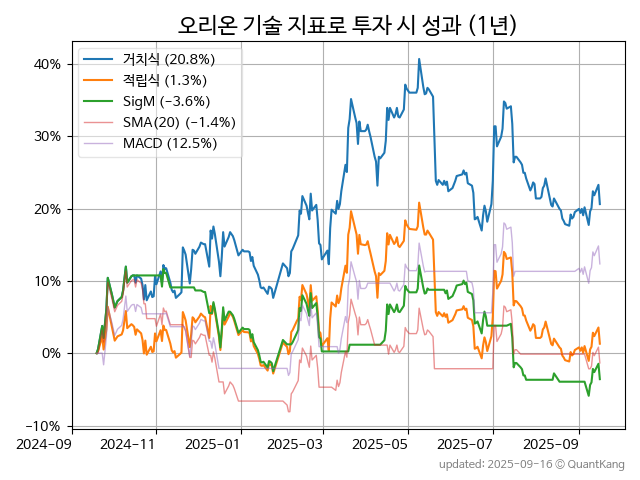 오리온 기술 지표로 투자 시 성과 (1년)
거치식 (20.8%)
적립식 (1.3%)
SigM (−3.6%)
SMA(20) (−1.4%)
MACD (12.5%)
40%
30%
20%
10%
0%
−10%
2024-09 2024-11 2025-01 2025-03 2025-05 2025-07 2025-09
updated: 2025-09-16 © QuantKang